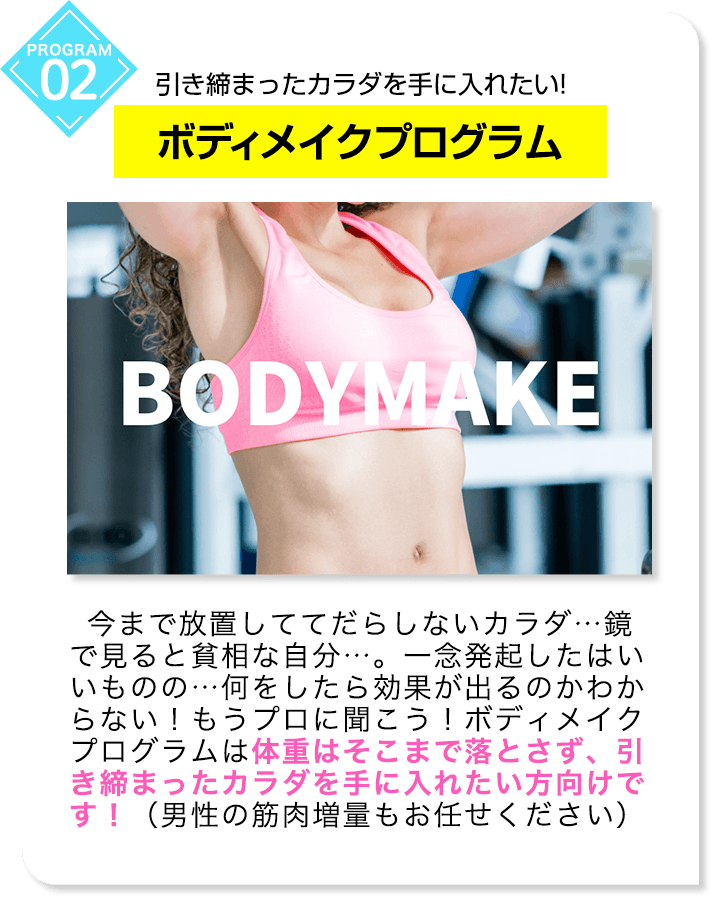 PROGRAM
02
引き締まったカラダを手に入れたい!
ボディメイクプログラム
BODYMAKE
今まで放置しててだらしないカラダ…鏡
で見ると貧相な自分…。一念発起したはい
いものの…何をしたら効果が出るのかわか
らない！もうプロに聞こう！ボディメイク
プログラムは体重はそこまで落とさず、引
き締まったカラダを手に入れたい方向けで
す！（男性の筋肉増量もお任せください）